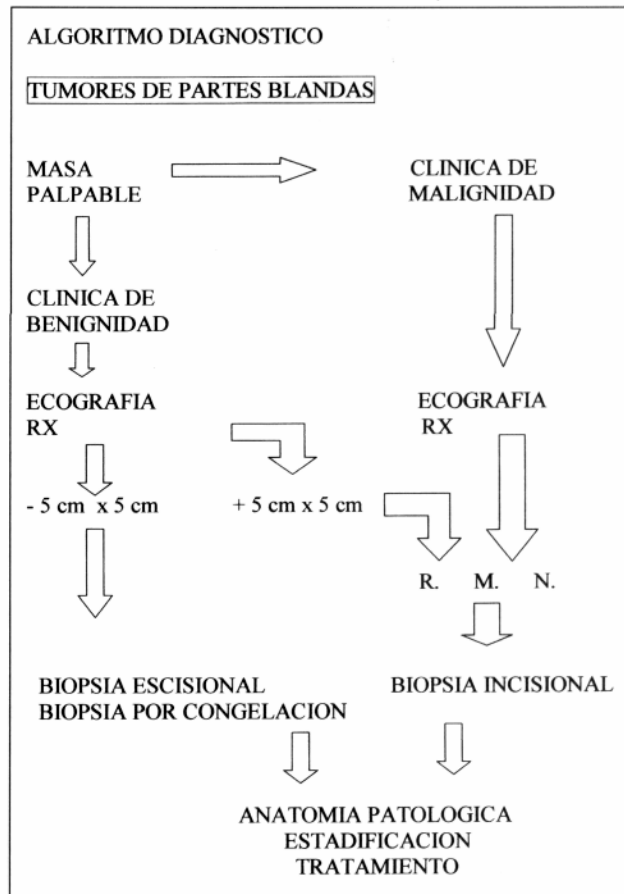 ALGORITMO DIAGNOSTICO
TUMORES DE PARTES BLANDAS
MASA
PALPABLE
CLINICA DE
MALIGNIDAD
CLINICA DE
BENIGNIDAD
ECOGRAFIA
RX
ECOGRAFIA
RX
- 5 cm x 5 cm
+ 5 cm x 5 cm
R. M. N.
BIOPSIA ESCISIONAL
BIOPSIA POR CONGELACION
BIOPSIA INCISIONAL
ANATOMIA PATOLOGICA
ESTADIFICACION
TRATAMIENTO